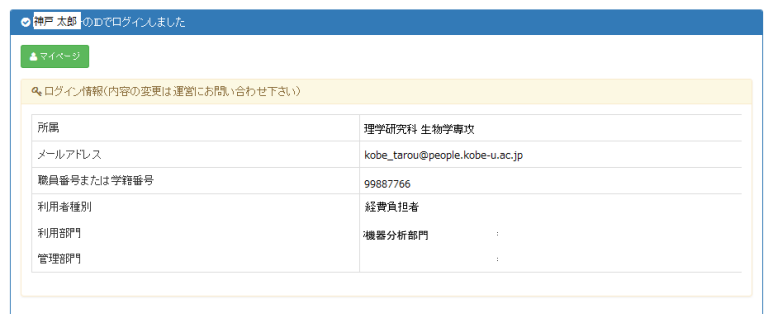 神戸 太郎 のIDでログインしました
マイページ
ログイン情報(内容の変更は運営にお問い合わせ下さい)
所属 理学研究科 生物学専攻
メールアドレス kobe_tarou@people.kobe-u.ac.jp
職員番号または学籍番号 99887766
利用者種別 経費負担者
利用部門 機器分析部門
管理部門